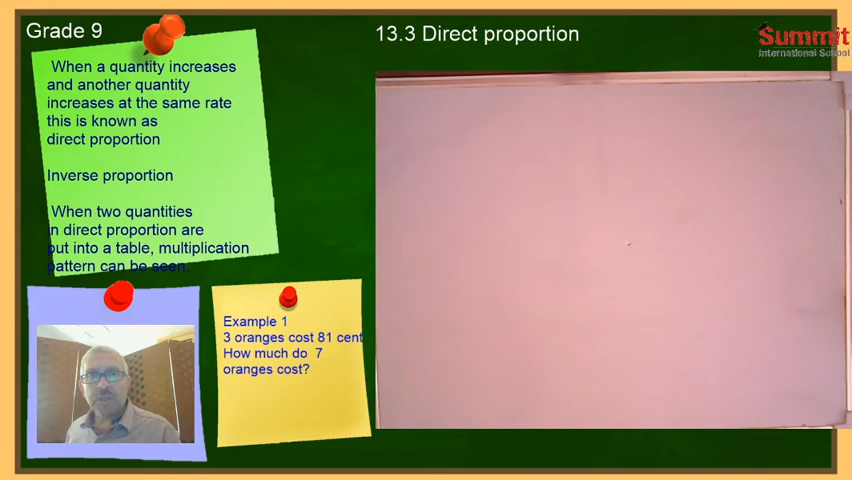 Grade 9
13.3 Direct proportion
Summit
International School
When a quantity increases
and another quantity
increases at the same rate
this is known as
direct proportion
Inverse proportion
When two quantities
in direct proportion are
put into a table, multiplication
pattern can be seen.
Example 1
3 oranges cost 81 cent
How much do 7
oranges cost?